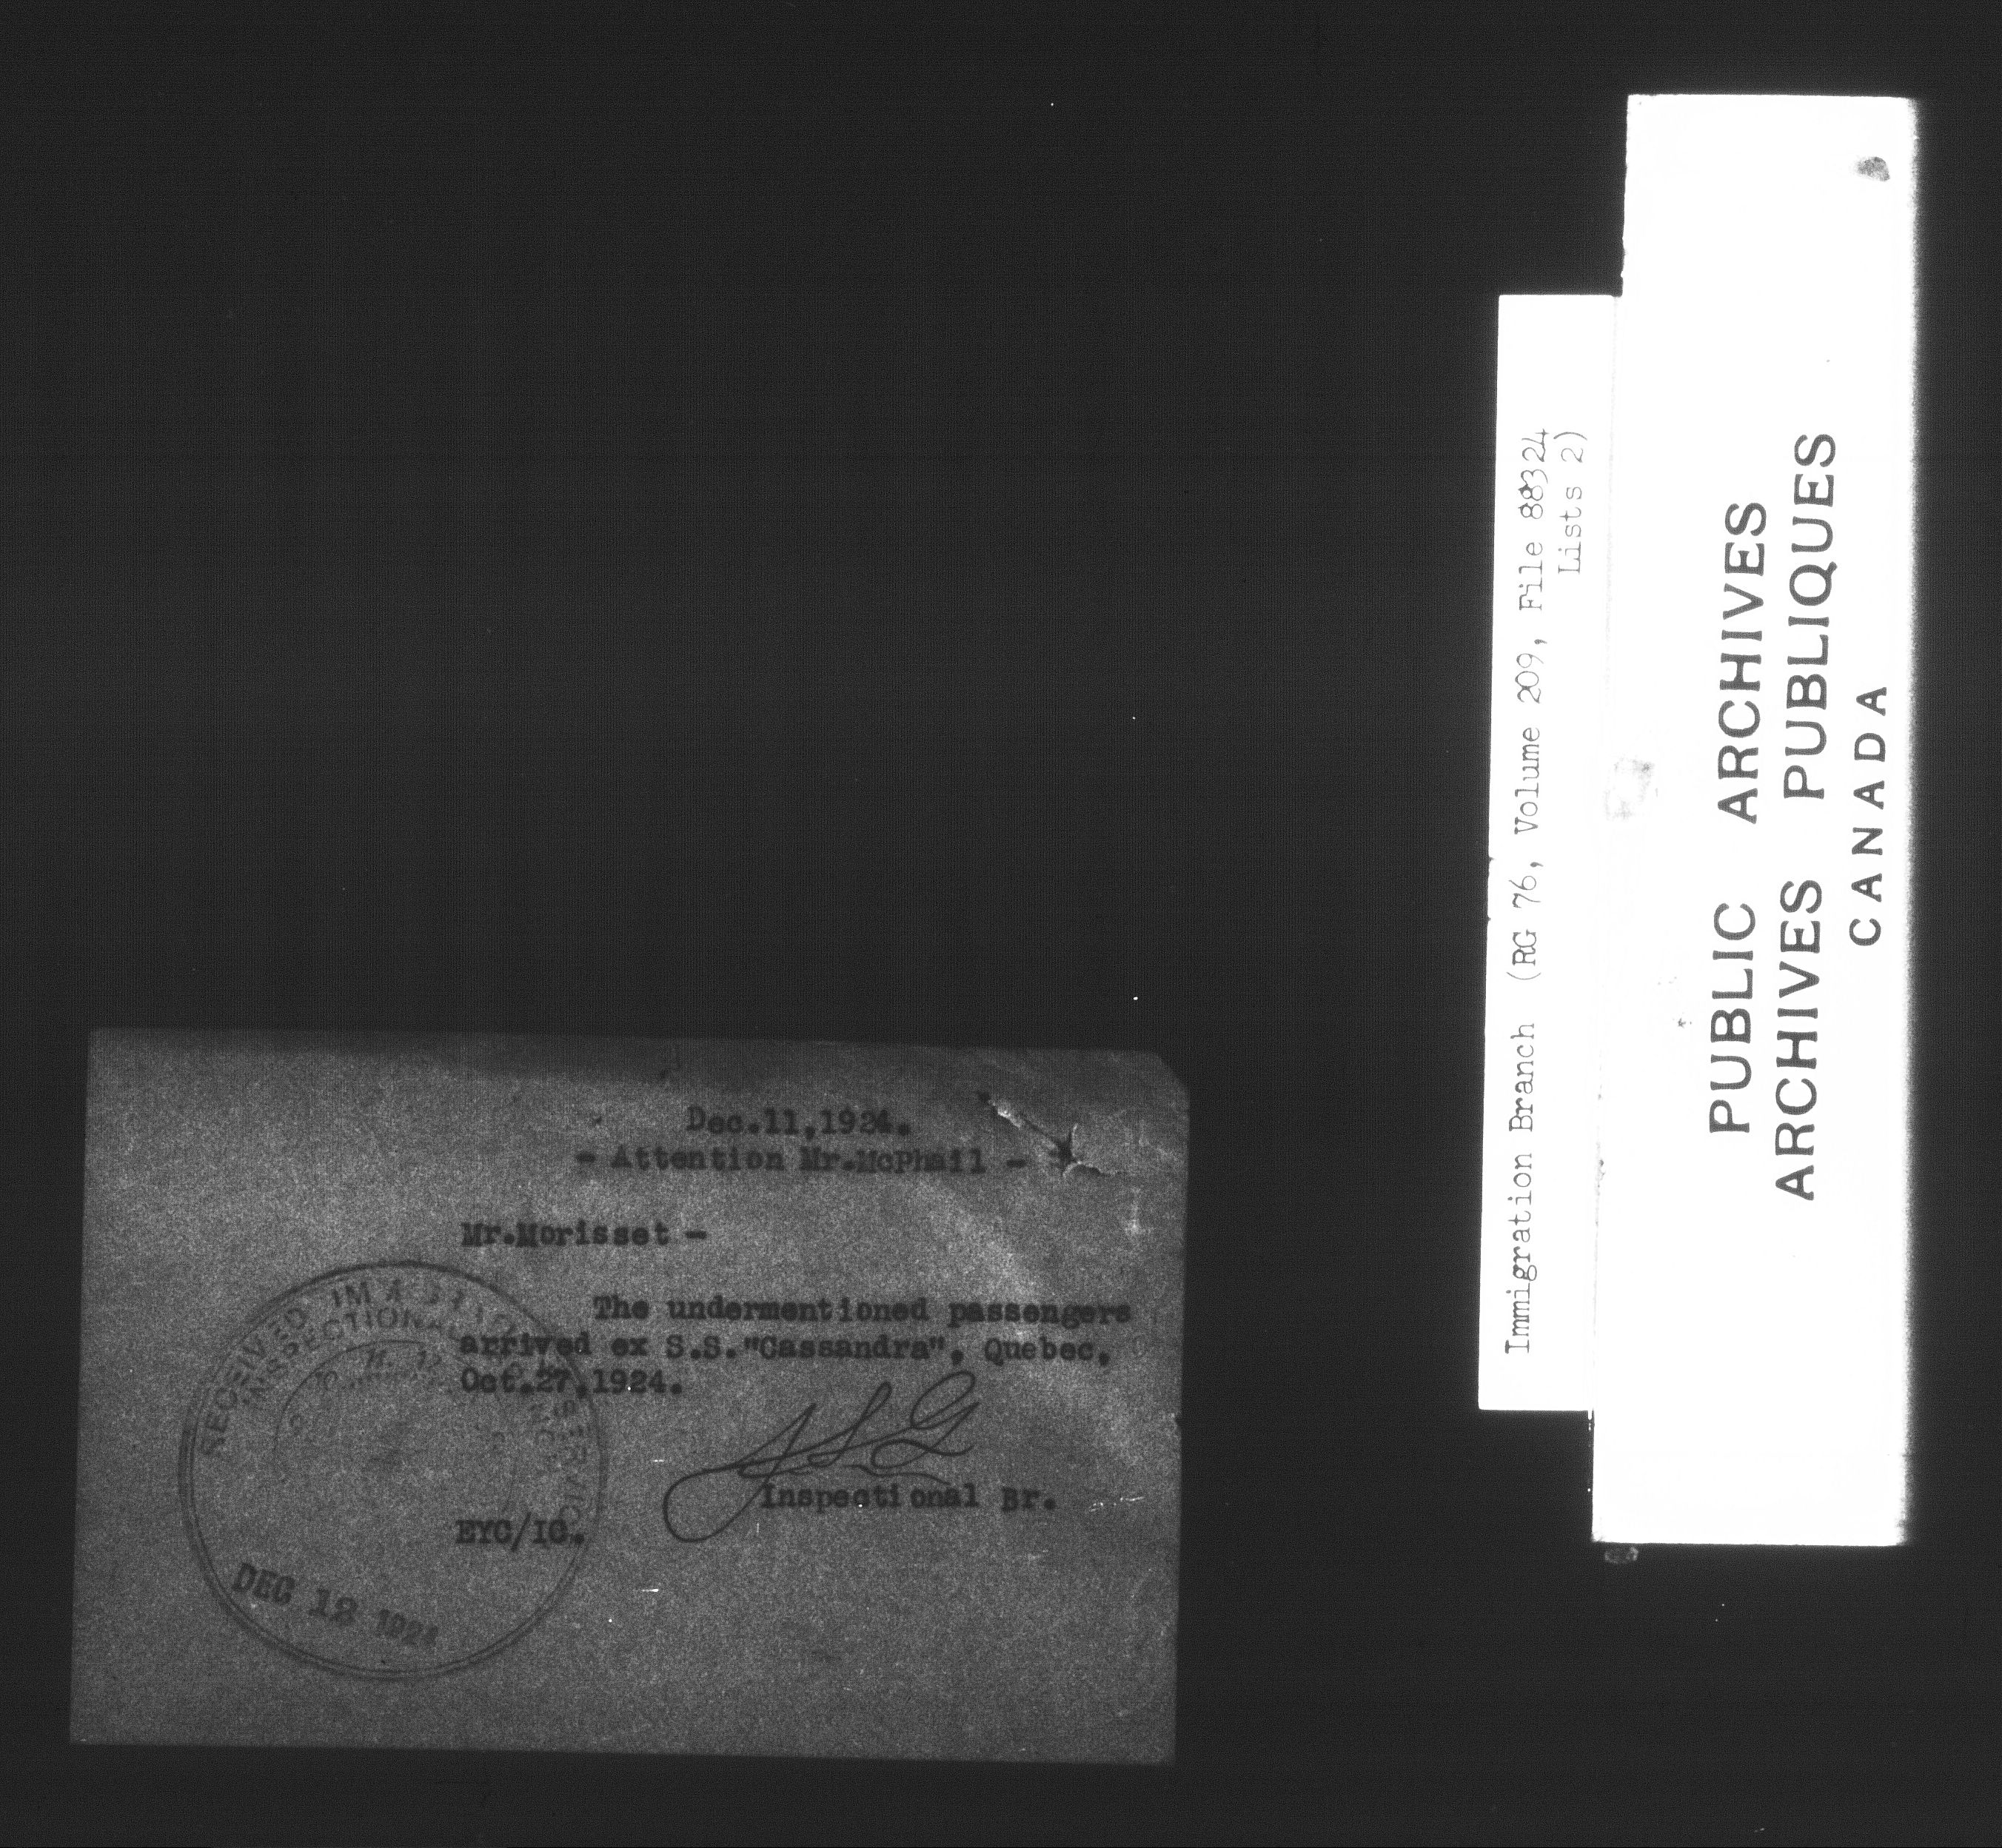 Dec.11,1924.
- Attention Mr.McPhail -
Mr.Morisset -
The undermentioned passengers
arrived ex S.S."Cassandra", Quebec,
Oct.27,1924.
Inspectional Br.
EYC/IG.
RECEIVED
INSPECTIONAL
DEC 12 1924
Immigration Branch (RG 76, Volume 209, File 88324
Lists 2)
PUBLIC ARCHIVES
ARCHIVES PUBLIQUES
CANADA